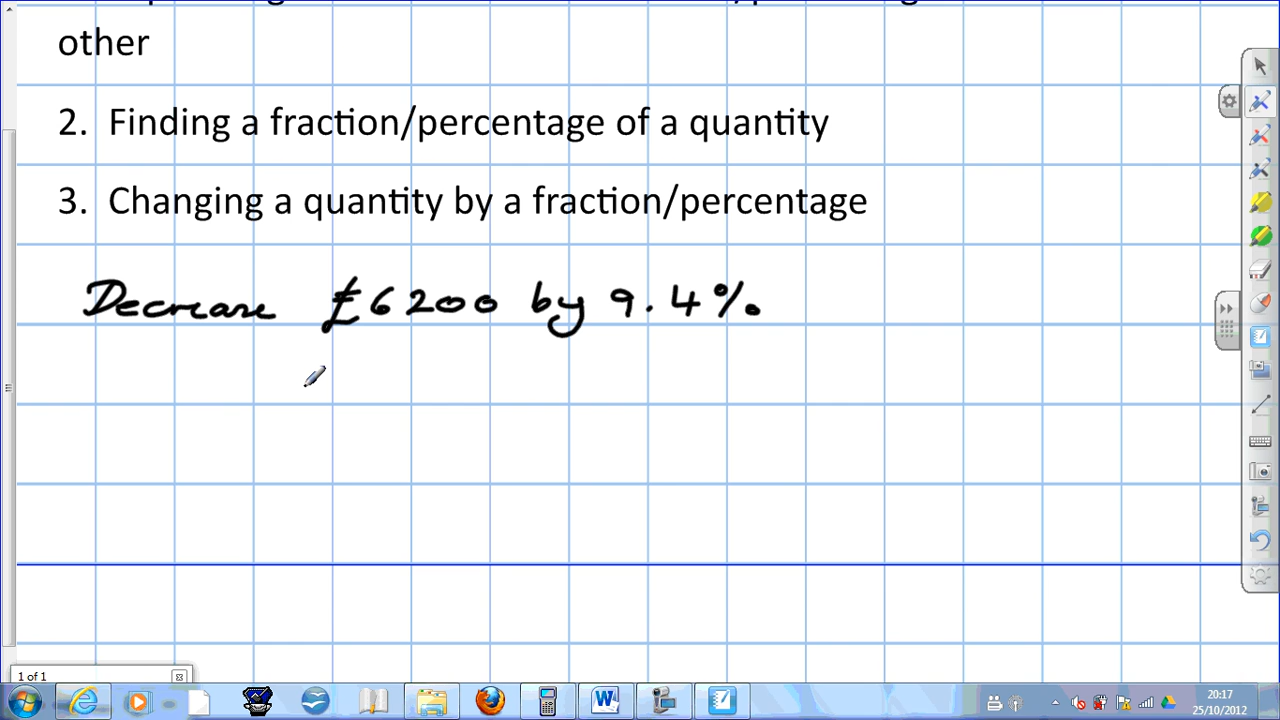 other
2. Finding a fraction/percentage of a quantity
3. Changing a quantity by a fraction/percentage
Decrease £6200 by 9.4%
1 of 1
20:17
25/10/2012